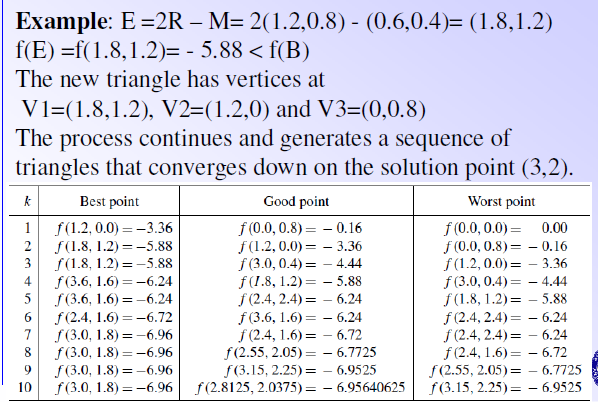 Example: E =2R – M= 2(1.2,0.8) - (0.6,0.4)= (1.8,1.2)
f(E) =f(1.8,1.2)= - 5.88 < f(B)
The new triangle has vertices at
V1=(1.8,1.2), V2=(1.2,0) and V3=(0,0.8)
The process continues and generates a sequence of
triangles that converges down on the solution point (3,2).
k Best point Good point Worst point
1 f(1.2, 0.0) = −3.36 f(0.0, 0.8) = − 0.16 f(0.0, 0.0) = 0.00
2 f(1.8, 1.2) = −5.88 f(1.2, 0.0) = − 3.36 f(0.0, 0.8) = − 0.16
3 f(1.8, 1.2) = −5.88 f(3.0, 0.4) = − 4.44 f(1.2, 0.0) = − 3.36
4 f(3.6, 1.6) = −6.24 f(1.8, 1.2) = − 5.88 f(3.0, 0.4) = − 4.44
5 f(3.6, 1.6) = −6.24 f(2.4, 2.4) = − 6.24 f(1.8, 1.2) = − 5.88
6 f(2.4, 1.6) = −6.72 f(3.6, 1.6) = − 6.24 f(2.4, 2.4) = − 6.24
7 f(3.0, 1.8) = −6.96 f(2.4, 1.6) = − 6.72 f(2.4, 2.4) = − 6.24
8 f(3.0, 1.8) = −6.96 f(2.55, 2.05) = − 6.7725 f(2.4, 1.6) = − 6.72
9 f(3.0, 1.8) = −6.96 f(3.15, 2.25) = − 6.9525 f(2.55, 2.05) = − 6.7725
10 f(3.0, 1.8) = −6.96 f(2.8125, 2.0375) = − 6.95640625 f(3.15, 2.25) = − 6.9525